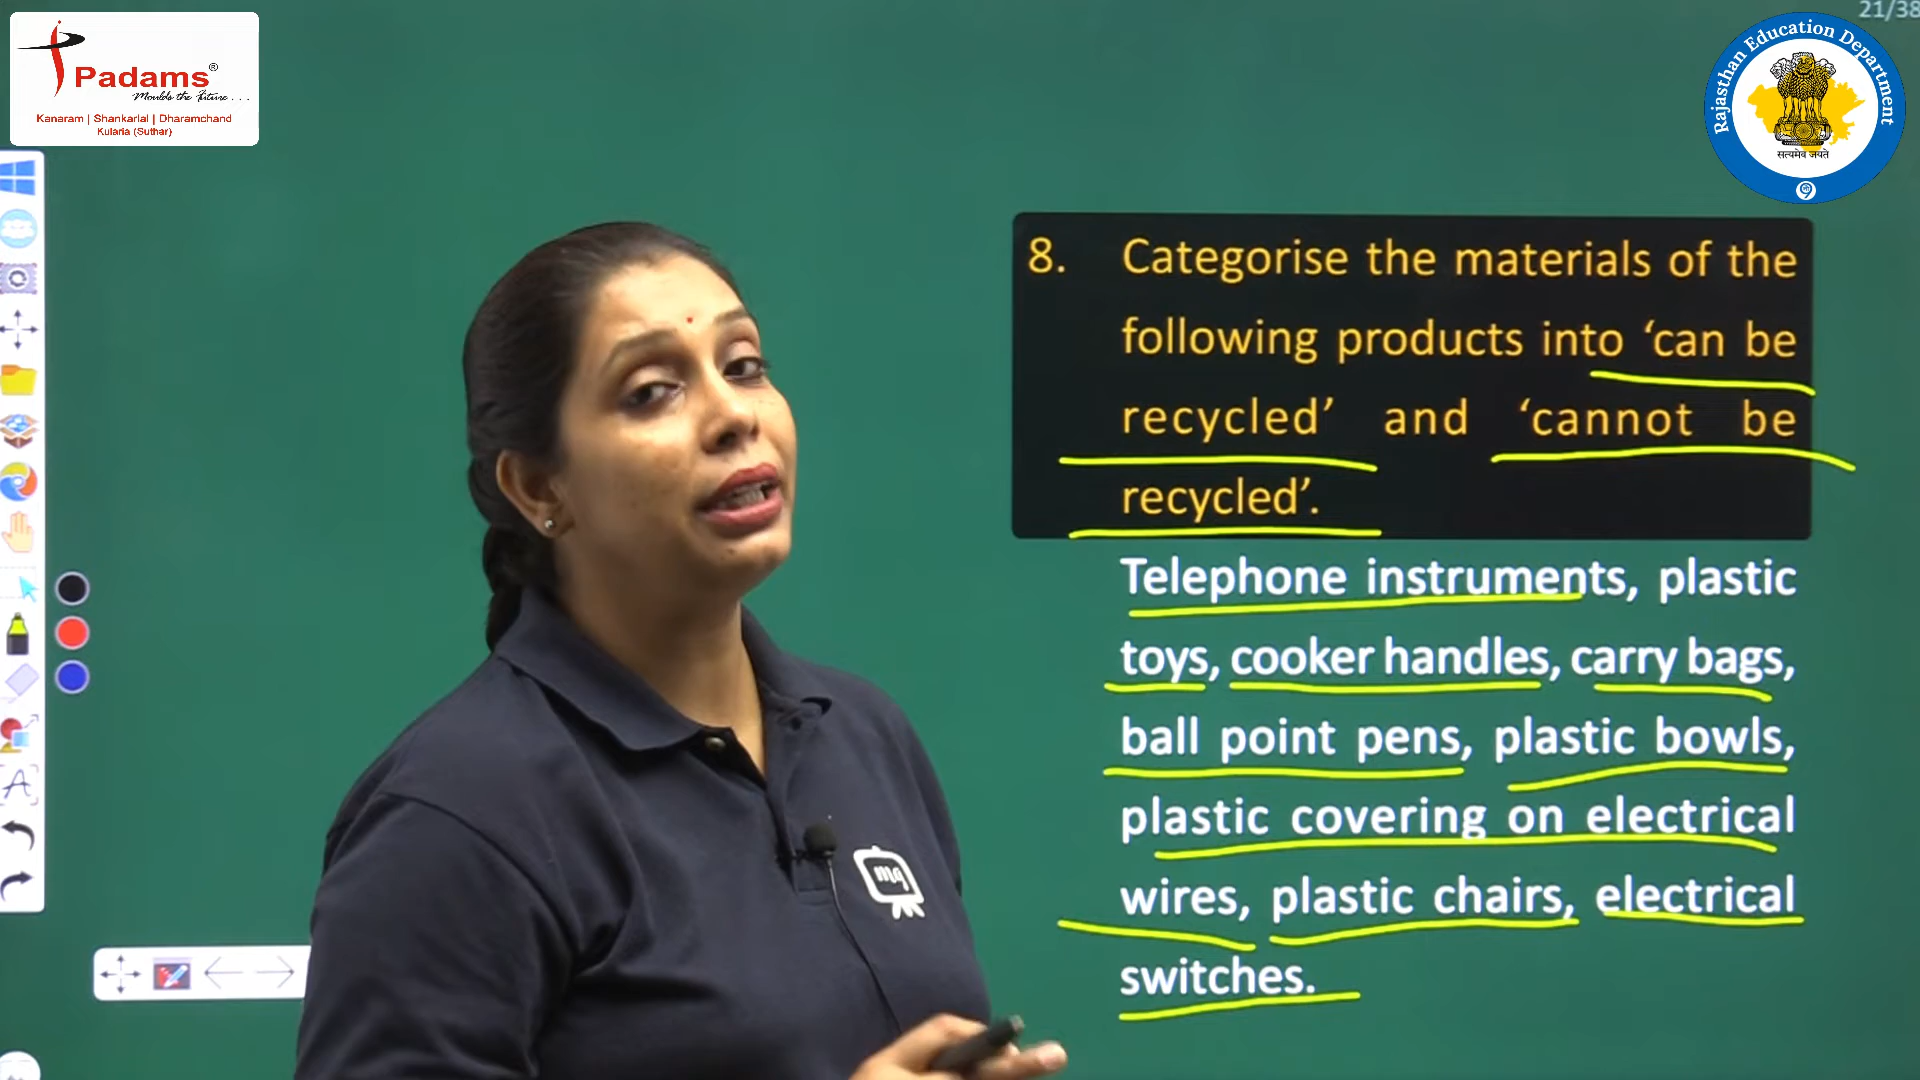 21/38
Padams®
Moulds the Future . . .
Kanaram | Shankarlal | Dharamchand
Kularia (Suthar)
Rajasthan Education Department
सत्यमेव जयते
8. Categorise the materials of the
following products into ‘can be
recycled’ and ‘cannot be
recycled’.
Telephone instruments, plastic
toys, cooker handles, carry bags,
ball point pens, plastic bowls,
plastic covering on electrical
wires, plastic chairs, electrical
switches.
mq
A